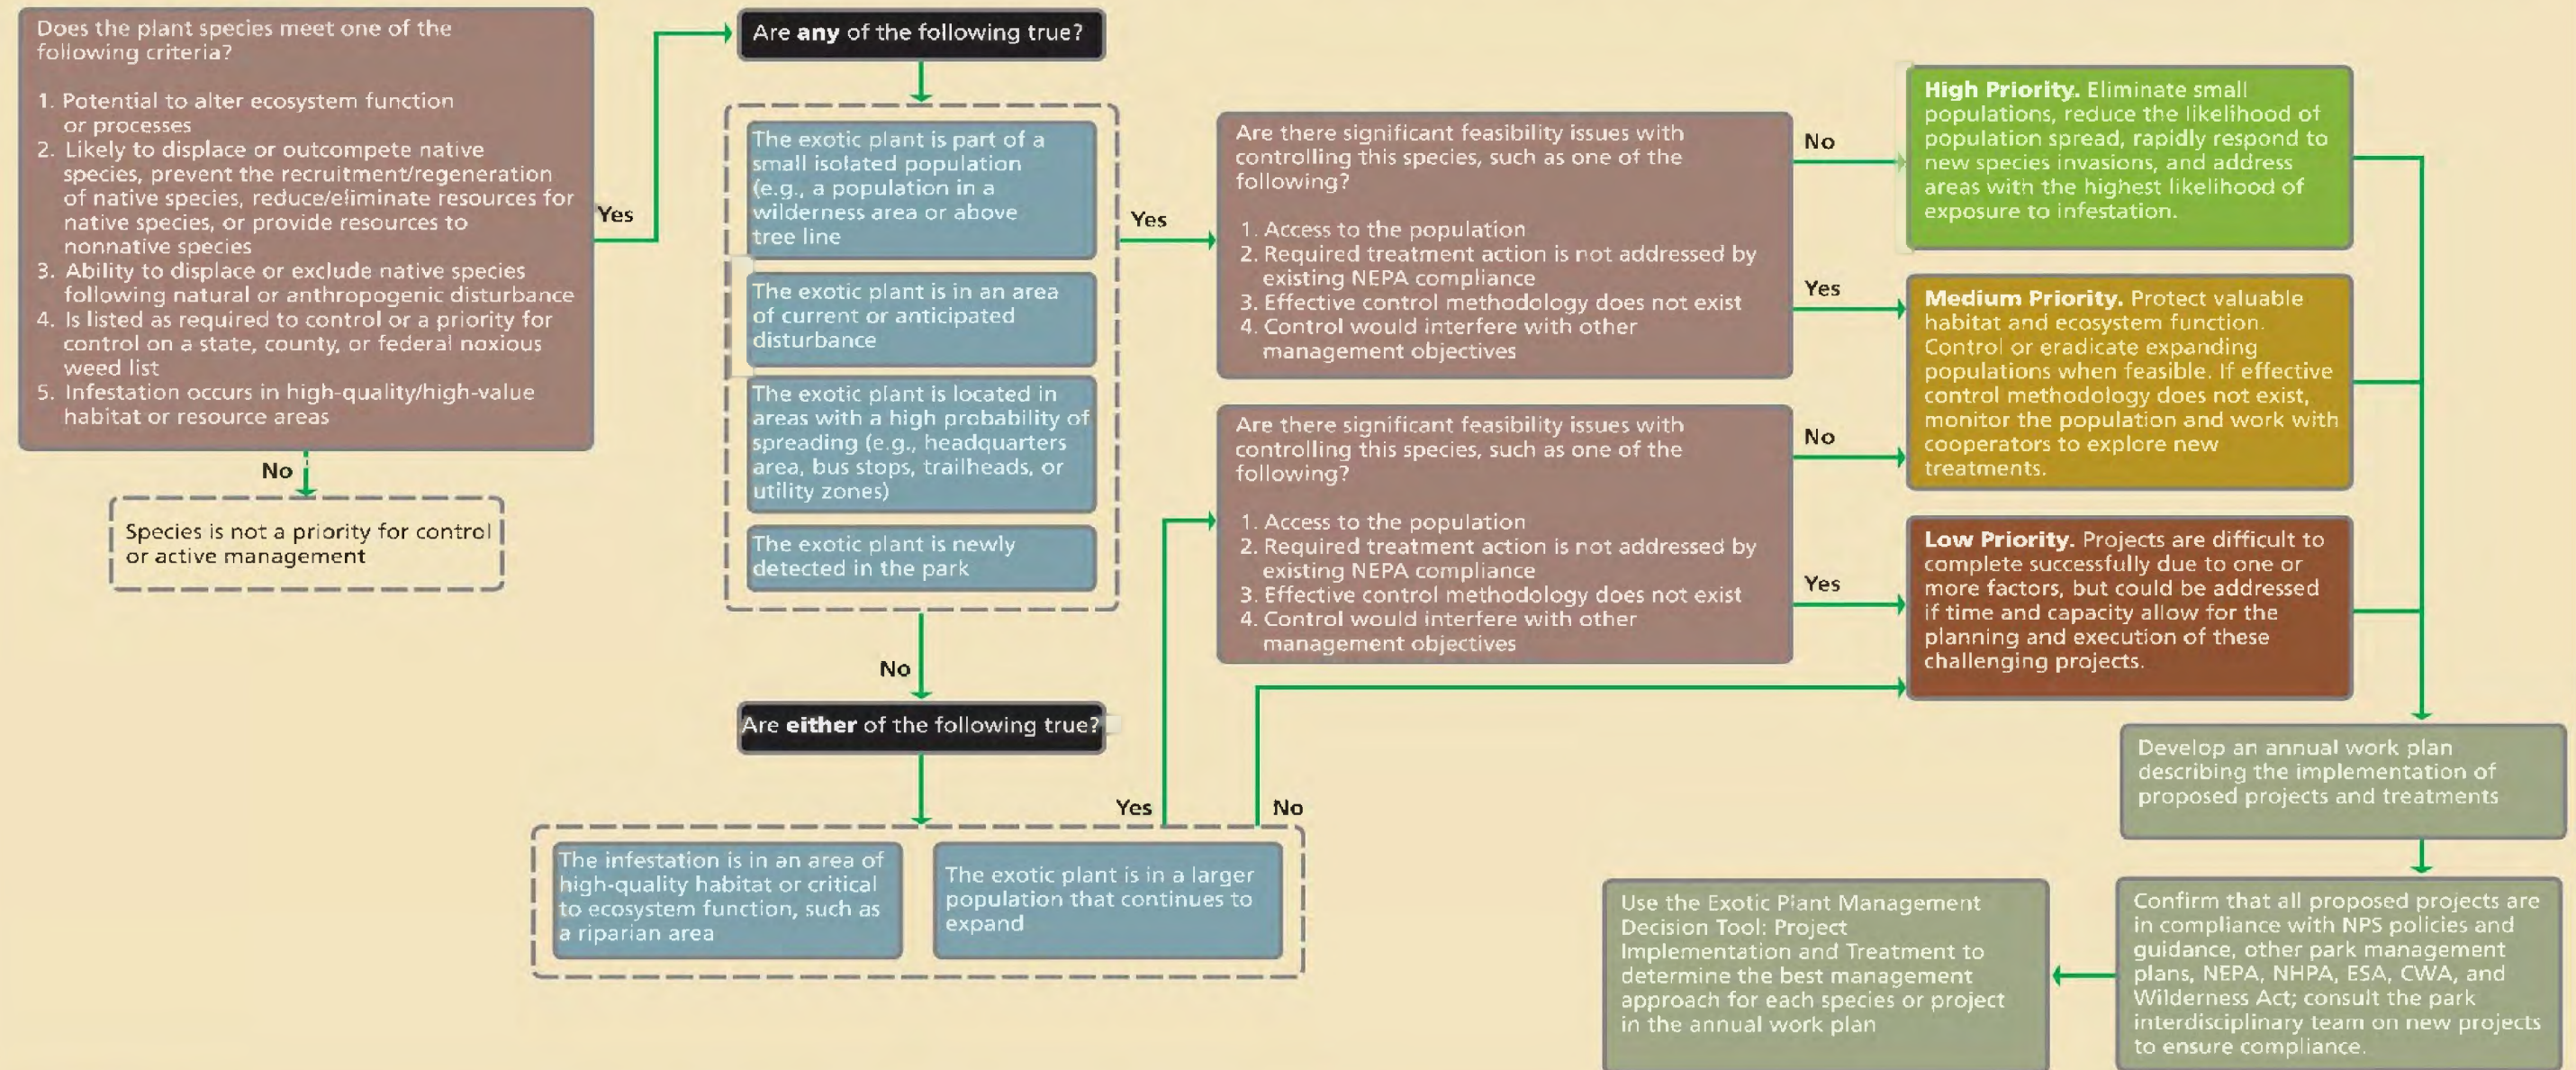 Does the plant species meet one of the
following criteria?
1. Potential to alter ecosystem function
or processes
2. Likely to displace or outcompete native
species, prevent the recruitment/regeneration
of native species, reduce/eliminate resources for
native species, or provide resources to
nonnative species
3. Ability to displace or exclude native species
following natural or anthropogenic disturbance
4. Is listed as required to control or a priority for
control on a state, county, or federal noxious
weed list
5. Infestation occurs in high-quality/high-value
habitat or resource areas
Yes
No
Species is not a priority for control
or active management
Are any of the following true?
The exotic plant is part of a
small isolated population
(e.g., a population in a
wilderness area or above
tree line
The exotic plant is in an area
of current or anticipated
disturbance
The exotic plant is located in
areas with a high probability of
spreading (e.g., headquarters
area, bus stops, trailheads, or
utility zones)
The exotic plant is newly
detected in the park
Yes
No
Are either of the following true?
The infestation is in an area of
high-quality habitat or critical
to ecosystem function, such as
a riparian area
The exotic plant is in a larger
population that continues to
expand
Yes
No
Are there significant feasibility issues with
controlling this species, such as one of the
following?
1. Access to the population
2. Required treatment action is not addressed by
existing NEPA compliance
3. Effective control methodology does not exist
4. Control would interfere with other
management objectives
No
Yes
Are there significant feasibility issues with
controlling this species, such as one of the
following?
1. Access to the population
2. Required treatment action is not addressed by
existing NEPA compliance
3. Effective control methodology does not exist
4. Control would interfere with other
management objectives
No
Yes
High Priority. Eliminate small
populations, reduce the likelihood of
population spread, rapidly respond to
new species invasions, and address
areas with the highest likelihood of
exposure to infestation.
Medium Priority. Protect valuable
habitat and ecosystem function.
Control or eradicate expanding
populations when feasible. If effective
control methodology does not exist,
monitor the population and work with
cooperators to explore new
treatments.
Low Priority. Projects are difficult to
complete successfully due to one or
more factors, but could be addressed
if time and capacity allow for the
planning and execution of these
challenging projects.
Develop an annual work plan
describing the implementation of
proposed projects and treatments
Confirm that all proposed projects are
in compliance with NPS policies and
guidance, other park management
plans, NEPA, NHPA, ESA, CWA, and
Wilderness Act; consult the park
interdisciplinary team on new projects
to ensure compliance.
Use the Exotic Plant Management
Decision Tool: Project
Implementation and Treatment to
determine the best management
approach for each species or project
in the annual work plan